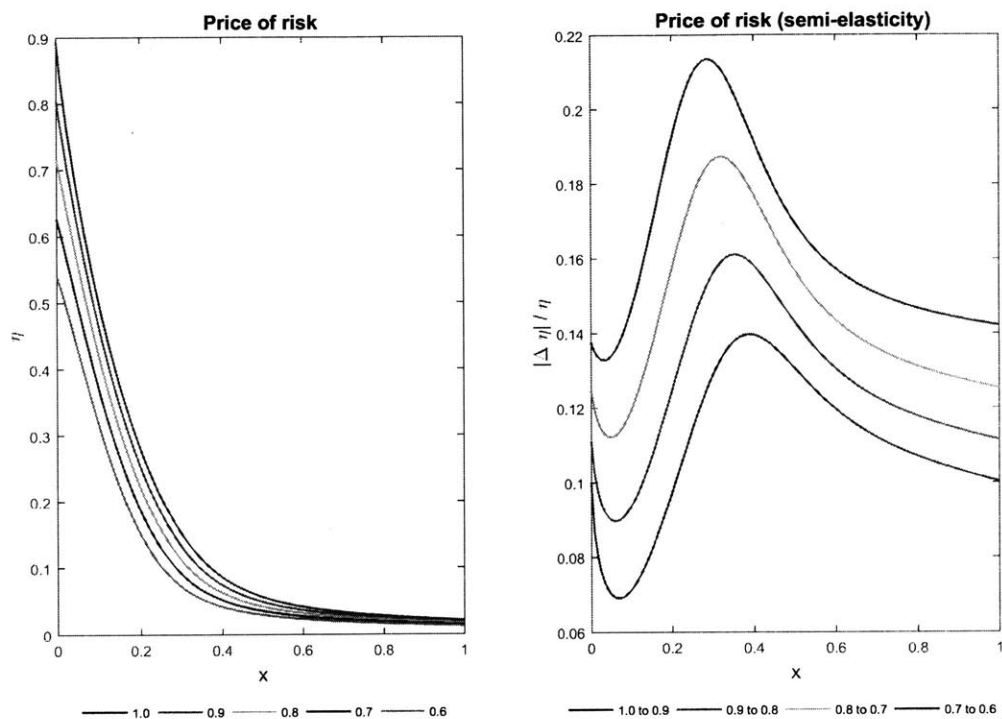 Price of risk
0.9
0.8
0.7
0.6
0.5
0.4
0.3
0.2
0.1
0
η
0 0.2 0.4 0.6 0.8 1
x
1.0 0.9 0.8 0.7 0.6
Price of risk (semi-elasticity)
0.22
0.2
0.18
0.16
0.14
0.12
0.1
0.08
0.06
|Δ η| / η
0 0.2 0.4 0.6 0.8 1
x
1.0 to 0.9 0.9 to 0.8 0.8 to 0.7 0.7 to 0.6